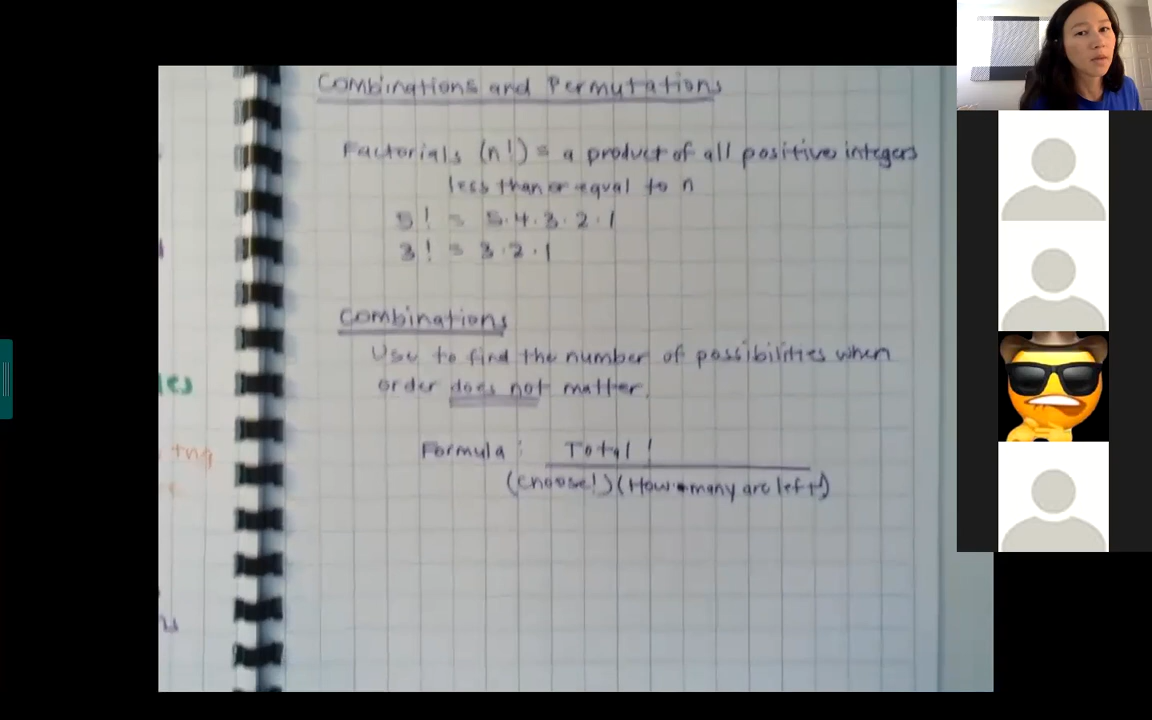 Combinations and Permutations
Factorials (n!) = a product of all positive integers
less than or equal to n
5! = 5.4.3.2.1
3! = 3.2.1
Combinations
Use to find the number of possibilities when
order does not matter.
Formula: Total!
(choose!)(How many are left!)
ies